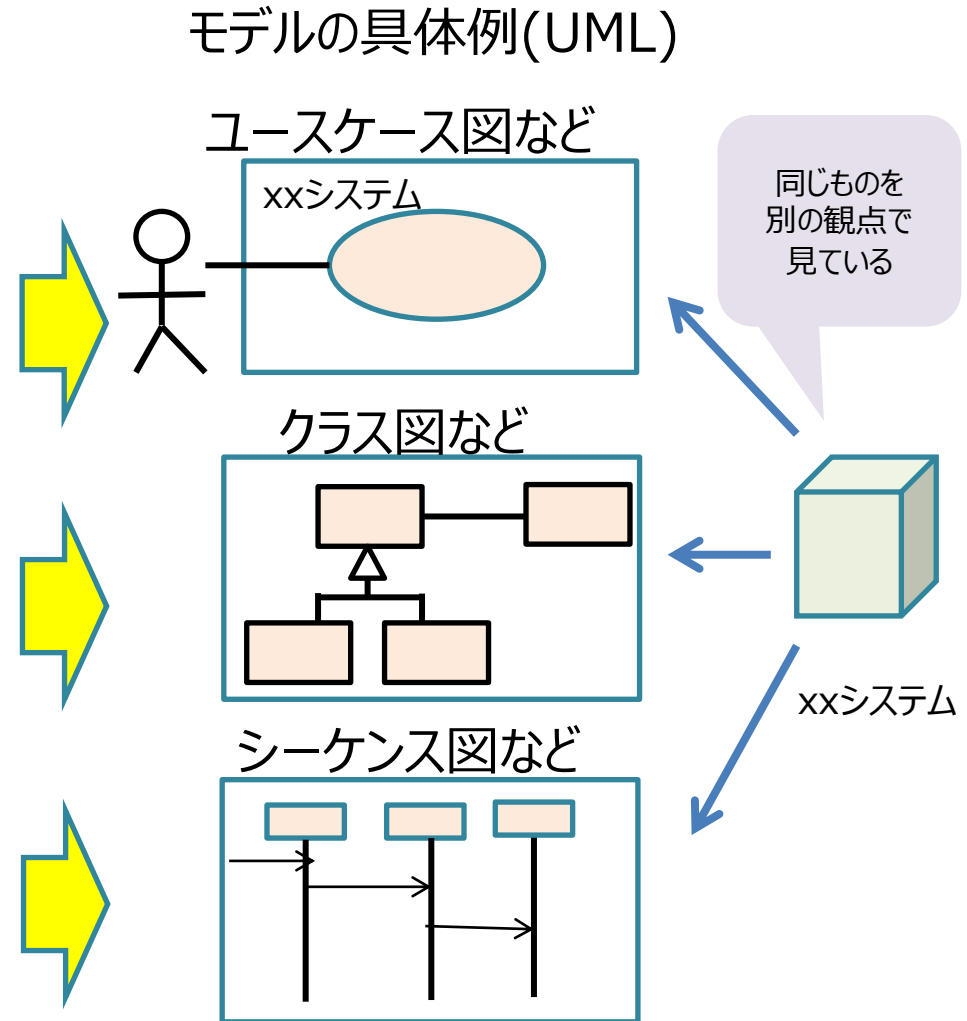 モデルの具体例(UML)
ユースケース図など
xxシステム
同じものを
別の観点で
見ている
クラス図など
xxシステム
シーケンス図など